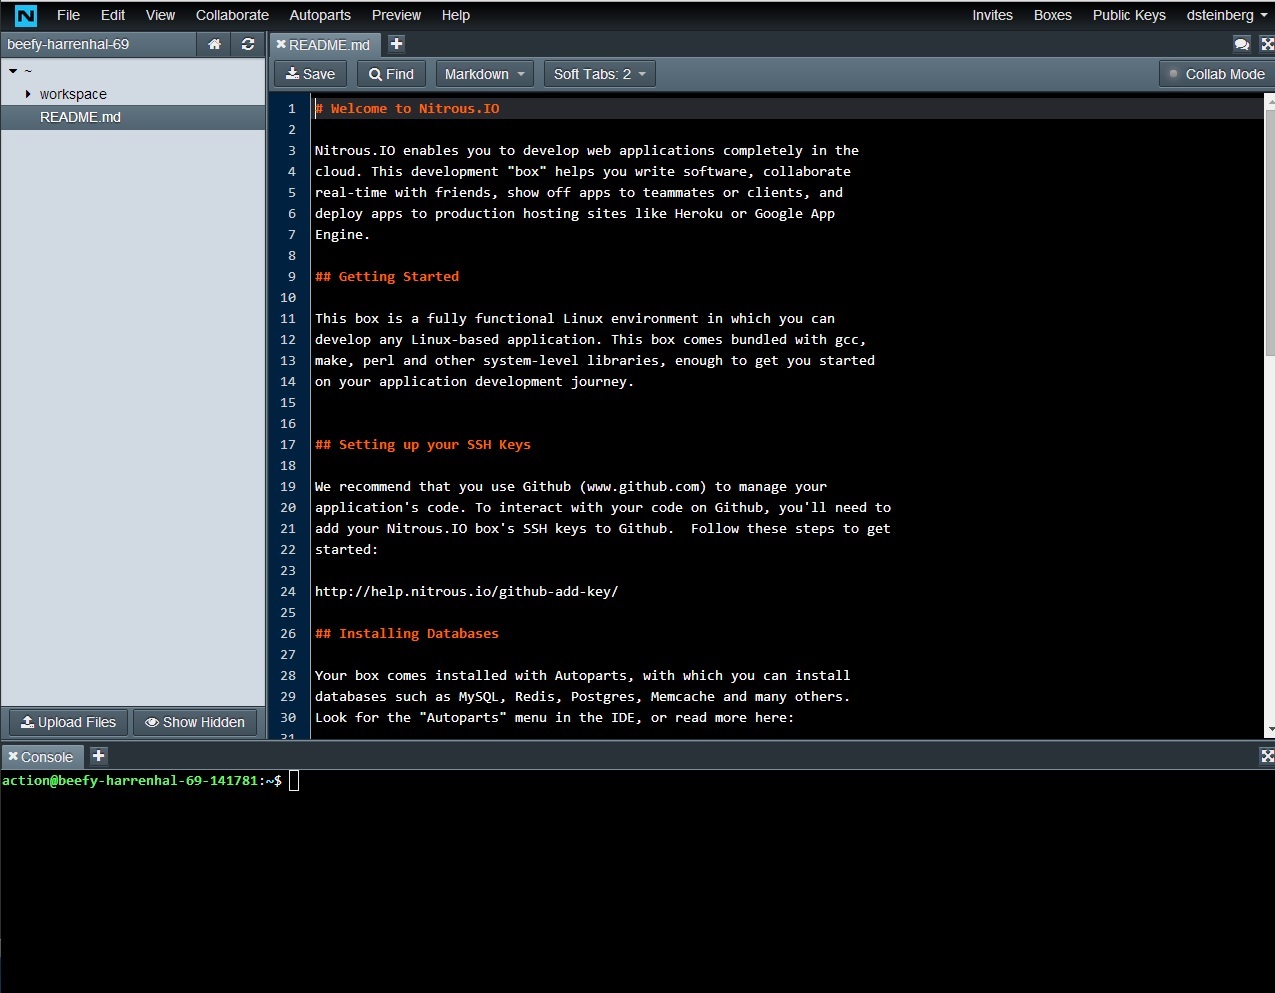 N File Edit View Collaborate Autoparts Preview Help Invites Boxes Public Keys dsteinberg
beefy-harrenhal-69
~
workspace
README.md
Upload Files Show Hidden
README.md
Save Find Markdown Soft Tabs: 2 Collab Mode
1 # Welcome to Nitrous.IO
2
3 Nitrous.IO enables you to develop web applications completely in the
4 cloud. This development "box" helps you write software, collaborate
5 real-time with friends, show off apps to teammates or clients, and
6 deploy apps to production hosting sites like Heroku or Google App
7 Engine.
8
9 ## Getting Started
10
11 This box is a fully functional Linux environment in which you can
12 develop any Linux-based application. This box comes bundled with gcc,
13 make, perl and other system-level libraries, enough to get you started
14 on your application development journey.
15
16
17 ## Setting up your SSH Keys
18
19 We recommend that you use Github (www.github.com) to manage your
20 application's code. To interact with your code on Github, you'll need to
21 add your Nitrous.IO box's SSH keys to Github.  Follow these steps to get
22 started:
23
24 http://help.nitrous.io/github-add-key/
25
26 ## Installing Databases
27
28 Your box comes installed with Autoparts, with which you can install
29 databases such as MySQL, Redis, Postgres, Memcache and many others.
30 Look for the "Autoparts" menu in the IDE, or read more here:
31
Console
action@beefy-harrenhal-69-141781:~$